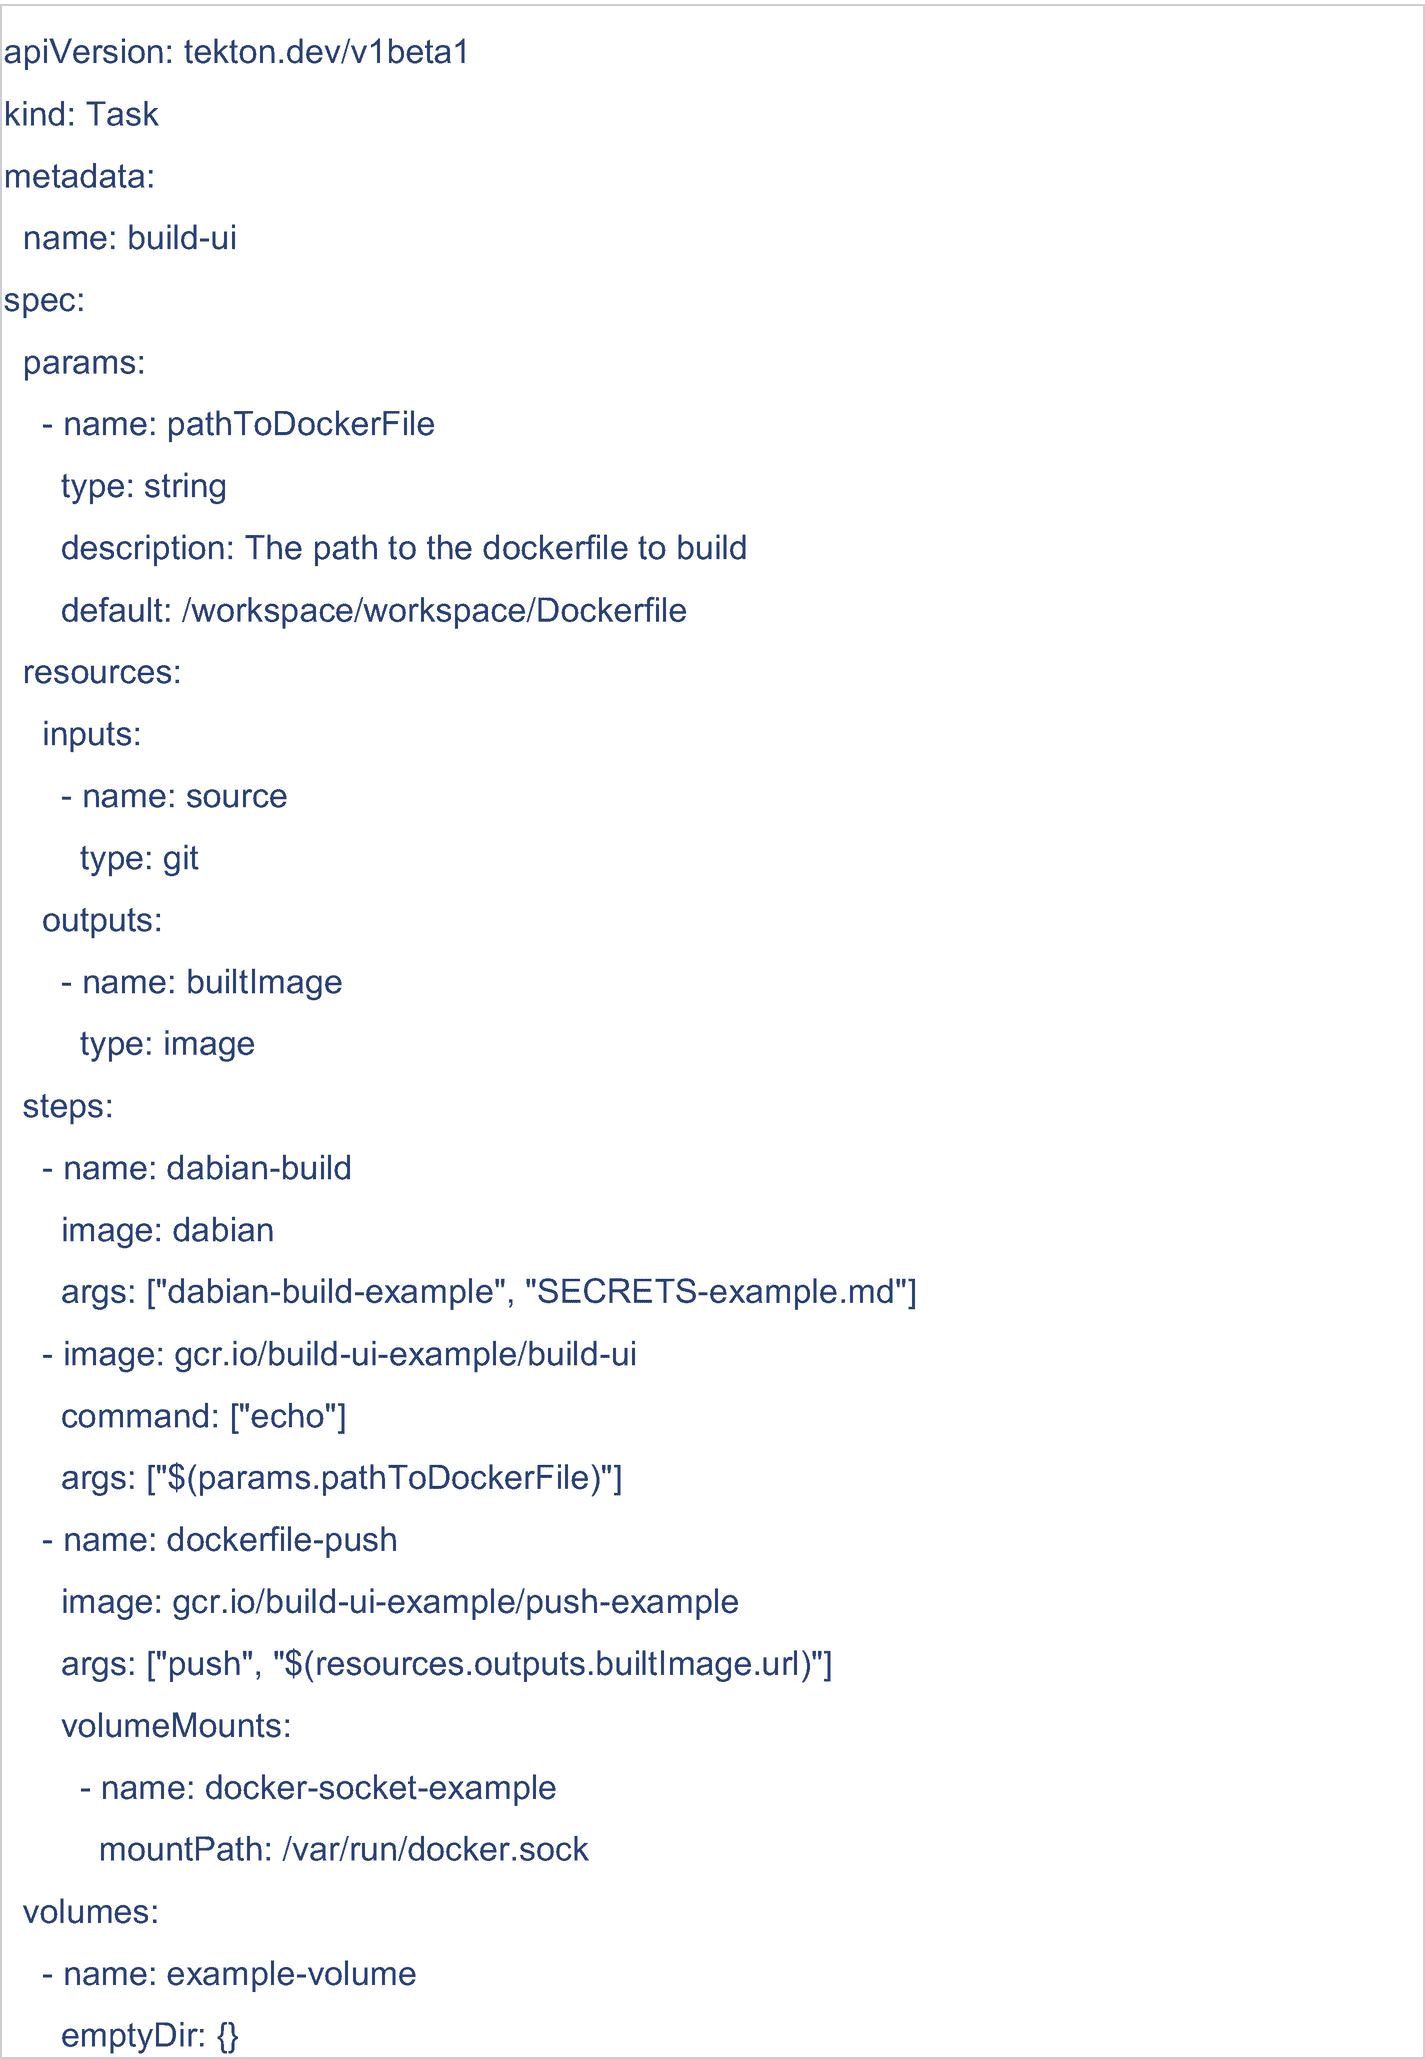 apiVersion: tekton.dev/v1beta1
kind: Task
metadata:
name: build-ui
spec:
params:
- name: pathToDockerFile
type: string
description: The path to the dockerfile to build
default: /workspace/workspace/Dockerfile
resources:
inputs:
- name: source
type: git
outputs:
- name: builtImage
type: image
steps:
- name: dabian-build
image: dabian
args: ["dabian-build-example", "SECRETS-example.md"]
- image: gcr.io/build-ui-example/build-ui
command: ["echo"]
args: ["$(params.pathToDockerFile)"]
- name: dockerfile-push
image: gcr.io/build-ui-example/push-example
args: ["push", "$(resources.outputs.builtImage.url)"]
volumeMounts:
- name: docker-socket-example
mountPath: /var/run/docker.sock
volumes:
- name: example-volume
emptyDir: {}